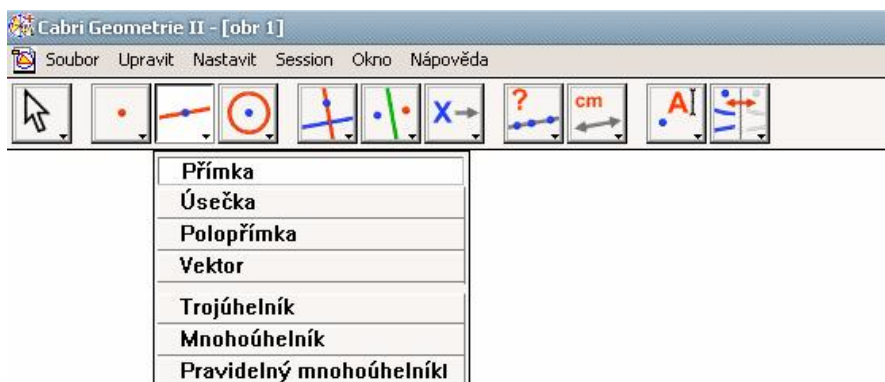 Cabri Geometrie II - [obr 1]
Soubor Upravit Nastavit Session Okno Nápověda
X ? cm A
Přímka
Úsečka
Polopřímka
Vektor
Trojúhelník
Mnohoúhelník
Pravidelný mnohoúhelník